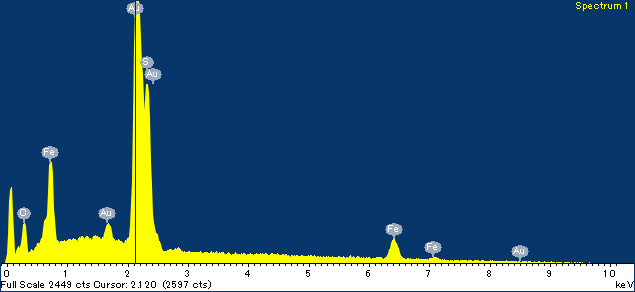 Spectrum 1
Au
S
Au
Fe
C
Au
Fe
Fe
Au
0 1 2 3 4 5 6 7 8 9 10
Full Scale 2449 cts Cursor: 2.120 (2597 cts) keV